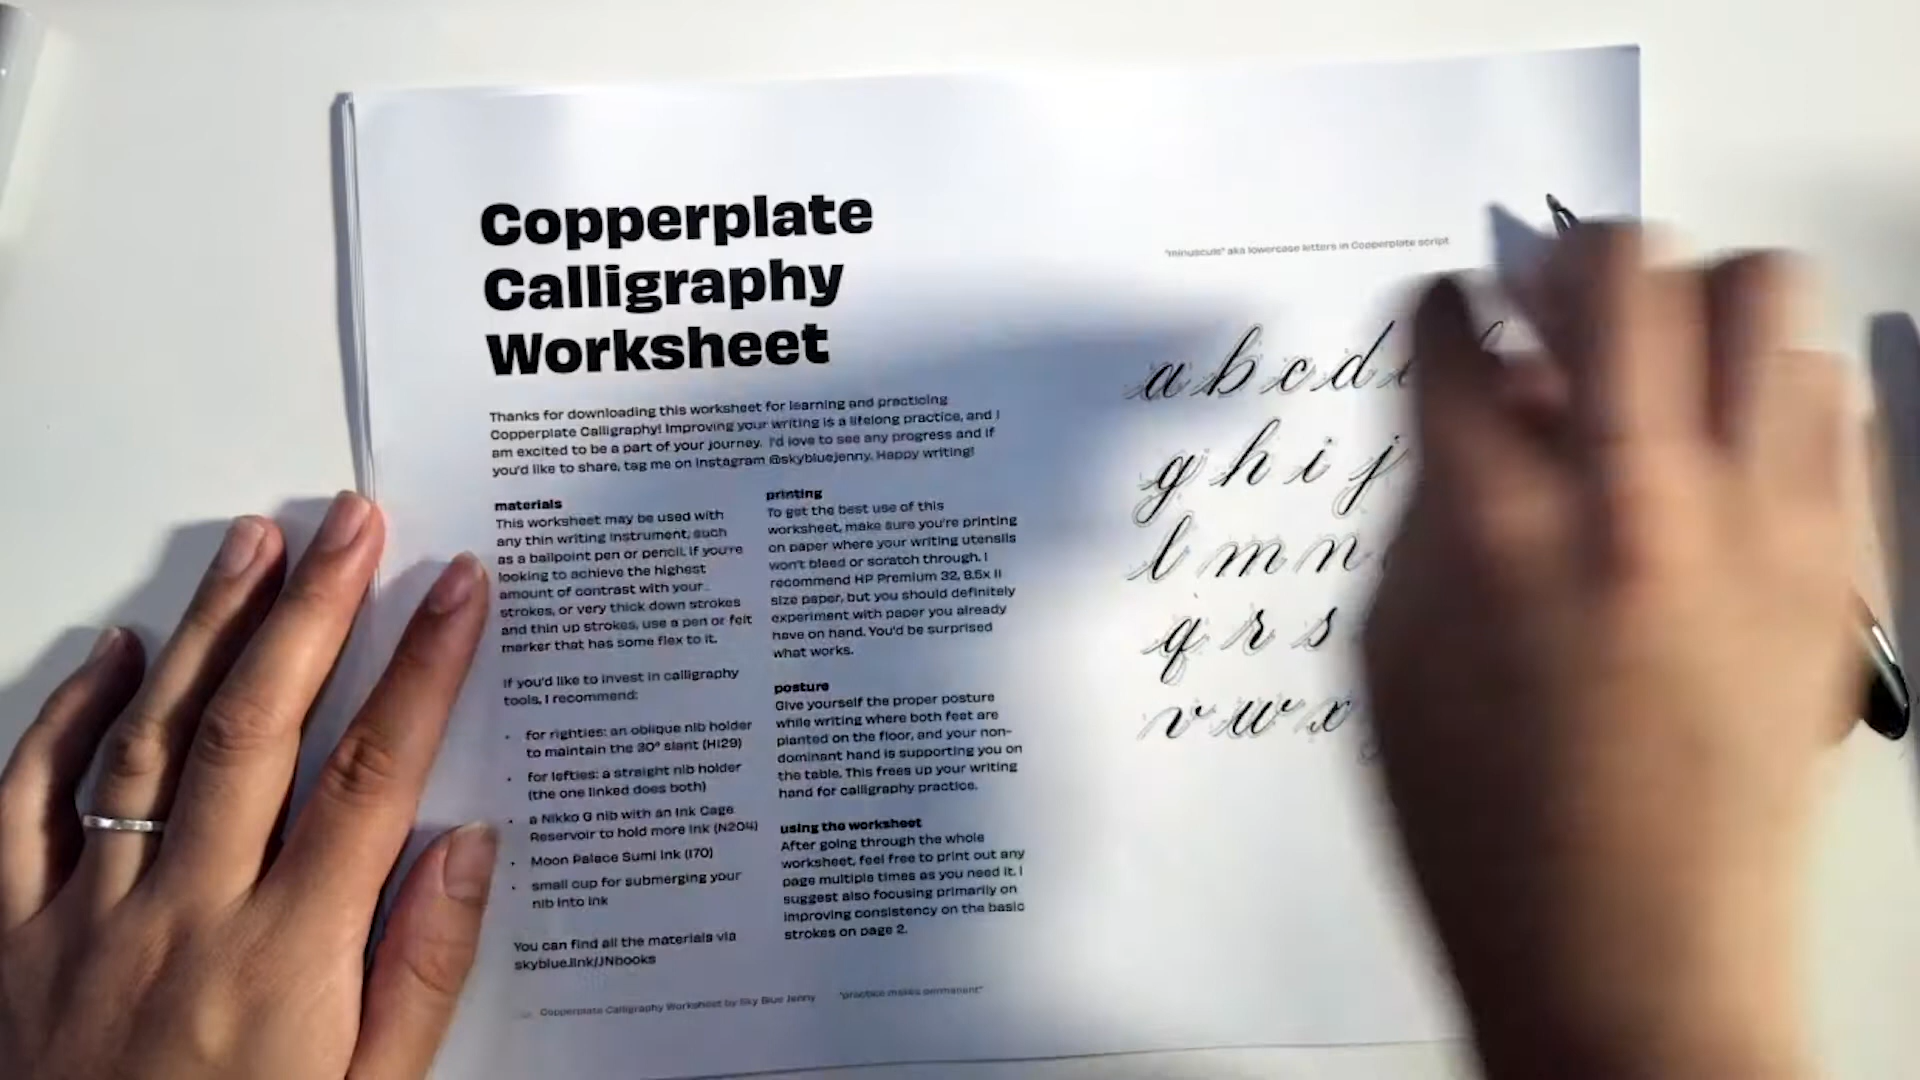 Copperplate
Calligraphy
Worksheet
Thanks for downloading this worksheet for learning and practicing
Copperplate Calligraphy! Improving your writing is a lifelong practice, and I
am excited to be a part of your journey. I'd love to see any progress and if
you'd like to share, tag me on Instagram @skybluejenny. Happy writing!
materials
This worksheet may be used with
any thin writing instrument, such
as a ballpoint pen or pencil. If you're
looking to achieve the highest
amount of contrast with your
strokes, or very thick down strokes
and thin up strokes, use a pen or felt
marker that has some flex to it.
If you'd like to invest in calligraphy
tools, I recommend:
• for righties: an oblique nib holder
to maintain the 30° slant (H129)
• for lefties: a straight nib holder
(the one linked does both)
• a Nikko G nib with an Ink Cage
Reservoir to hold more ink (N204)
• Moon Palace Sumi Ink (I70)
• small cup for submerging your
nib into ink
You can find all the materials via
skyblue.link/JNbooks
printing
To get the best use of this
worksheet, make sure you're printing
on paper where your writing utensils
won't bleed or scratch through. I
recommend HP Premium 32, 8.5x11
size paper, but you should definitely
experiment with paper you already
have on hand. You'd be surprised
what works.
posture
Give yourself the proper posture
while writing where both feet are
planted on the floor, and your non-
dominant hand is supporting you on
the table. This frees up your writing
hand for calligraphy practice.
using the worksheet
After going through the whole
worksheet, feel free to print out any
page multiple times as you need it. I
suggest also focusing primarily on
improving consistency on the basic
strokes on page 2.
Copperplate Calligraphy Worksheet by Sky Blue Jenny
"practice makes permanent"
"minuscule" aka lowercase letters in Copperplate script
a b c d
g h i j
l m n
q r s
v w x